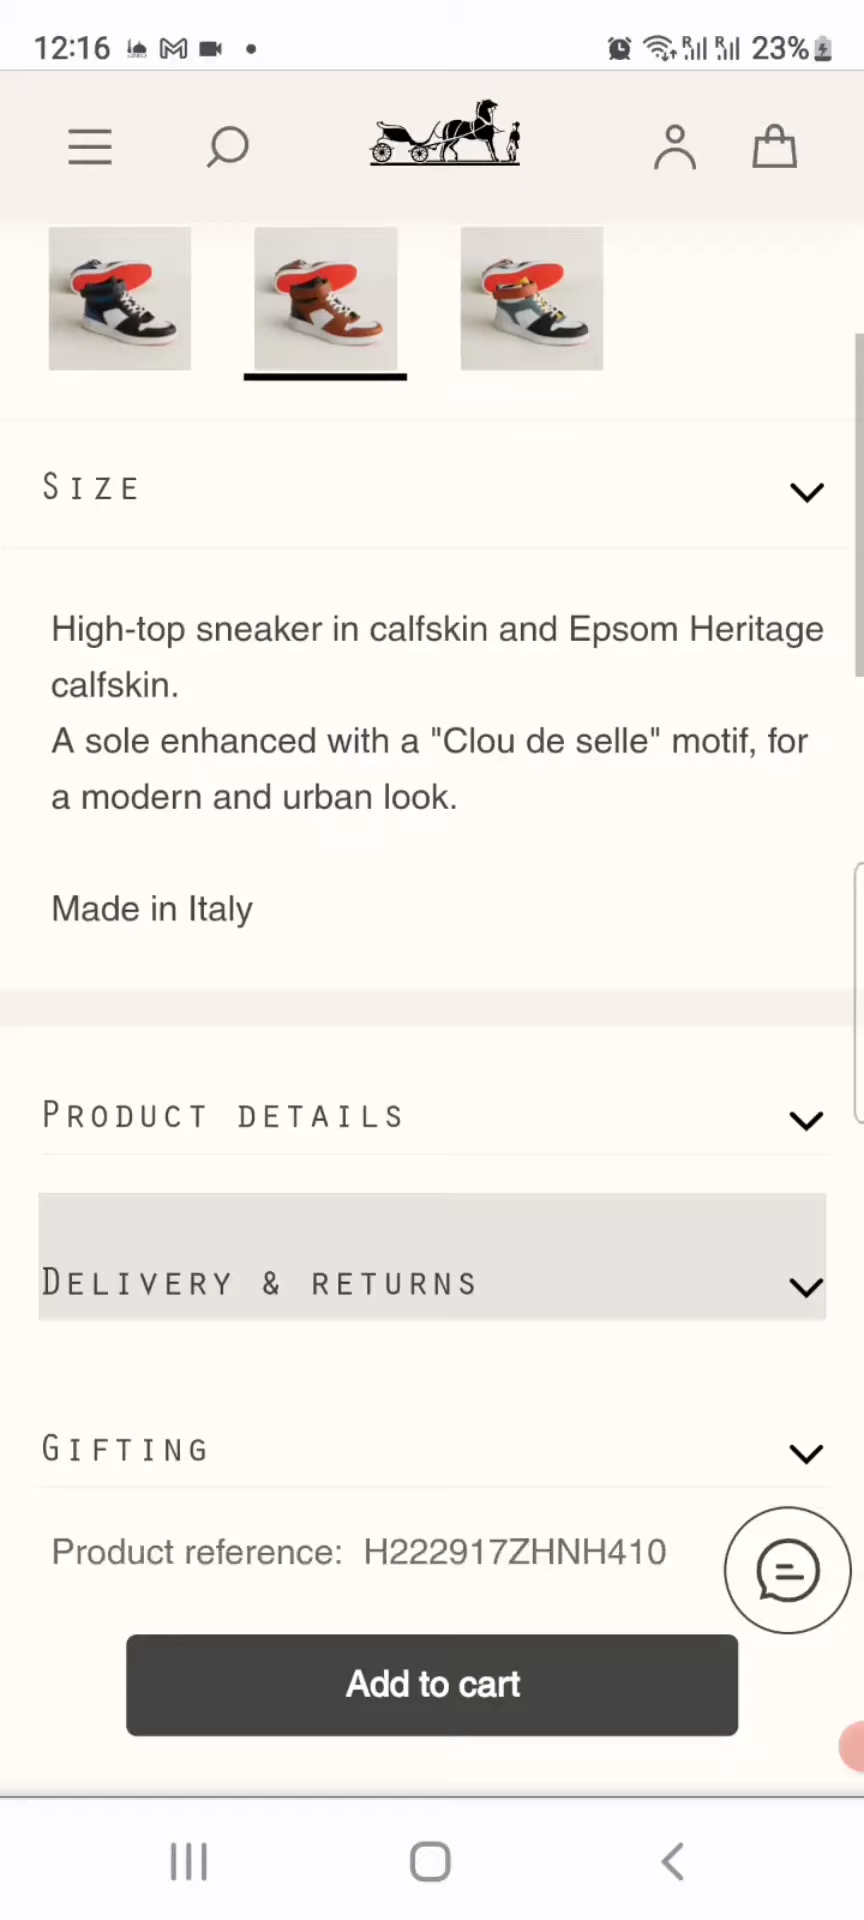 12:16
23%
SIZE
High-top sneaker in calfskin and Epsom Heritage
calfskin.
A sole enhanced with a "Clou de selle" motif, for
a modern and urban look.
Made in Italy
PRODUCT DETAILS
DELIVERY & RETURNS
GIFTING
Product reference: H222917ZHNH410
Add to cart